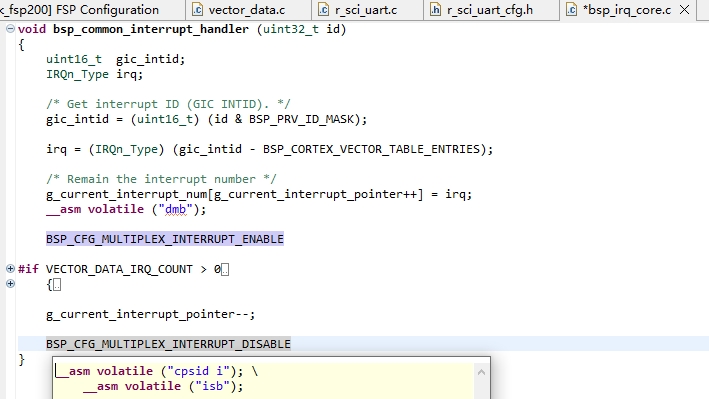 k_fsp200] FSP Configuration vector_data.c r_sci_uart.c r_sci_uart_cfg.h *bsp_irq_core.c
void bsp_common_interrupt_handler (uint32_t id)
{
uint16_t gic_intid;
IRQn_Type irq;
/* Get interrupt ID (GIC INTID). */
gic_intid = (uint16_t) (id & BSP_PRV_ID_MASK);
irq = (IRQn_Type) (gic_intid - BSP_CORTEX_VECTOR_TABLE_ENTRIES);
/* Remain the interrupt number */
g_current_interrupt_num[g_current_interrupt_pointer++] = irq;
__asm volatile ("dmb");
BSP_CFG_MULTIPLEX_INTERRUPT_ENABLE
#if VECTOR_DATA_IRQ_COUNT > 0
{
g_current_interrupt_pointer--;
BSP_CFG_MULTIPLEX_INTERRUPT_DISABLE
}
__asm volatile ("cpsid i"); \
__asm volatile ("isb");